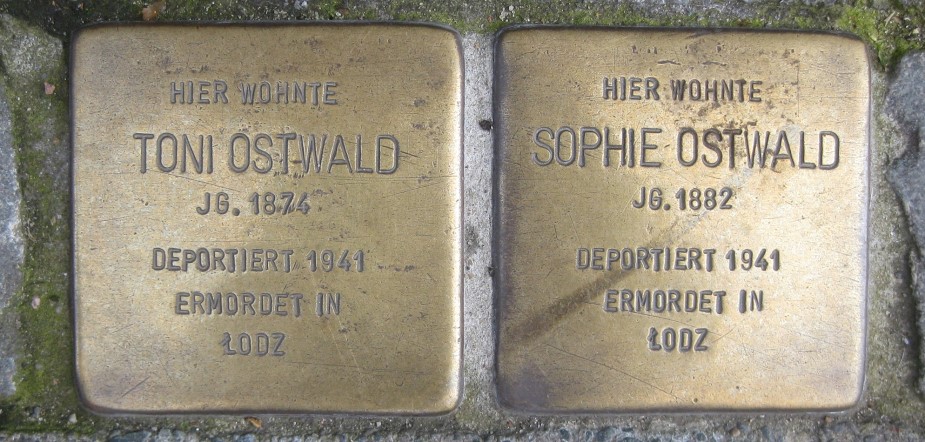 HIER WOHNTE
TONI OSTWALD
JG. 1874
DEPORTIERT 1941
ERMORDET IN
ŁODZ
HIER WOHNTE
SOPHIE OSTWALD
JG. 1882
DEPORTIERT 1941
ERMORDET IN
ŁODZ